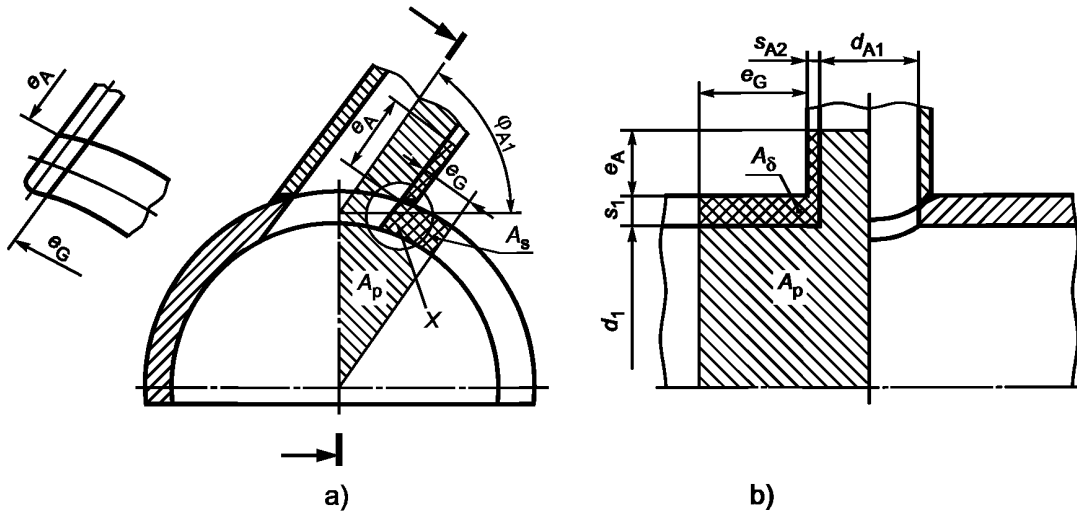 e_A
e_G
e_A
φ_A1
e_G
A_s
A_p
X
a)
s_A2
d_A1
e_G
e_A
A_δ
s_1
A_p
d_1
b)